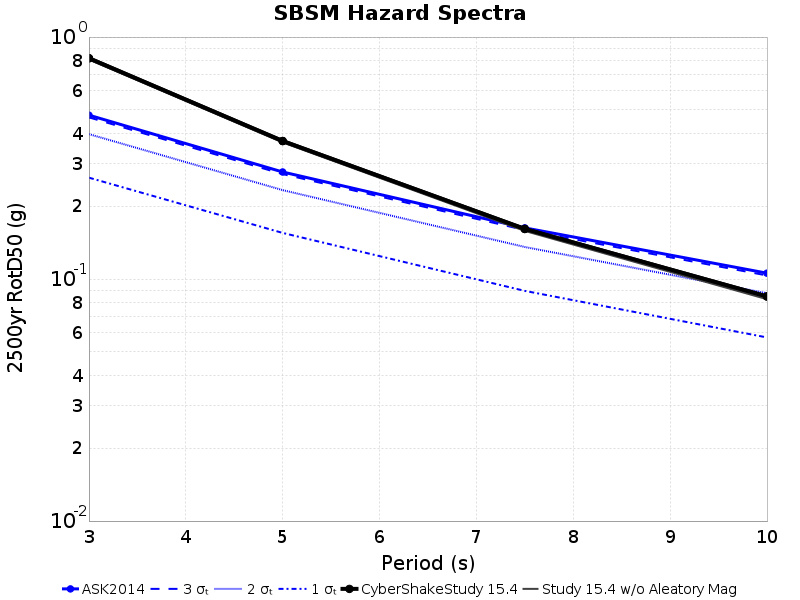 SBSM Hazard Spectra
10^0
8
6
4
3
2
10^-1
8
6
4
3
2
10^-2
2500yr RotD50 (g)
3 4 5 6 7 8 9 10
Period (s)
ASK2014 3 σₜ 2 σₜ 1 σₜ CyberShakeStudy 15.4 Study 15.4 w/o Aleatory Mag